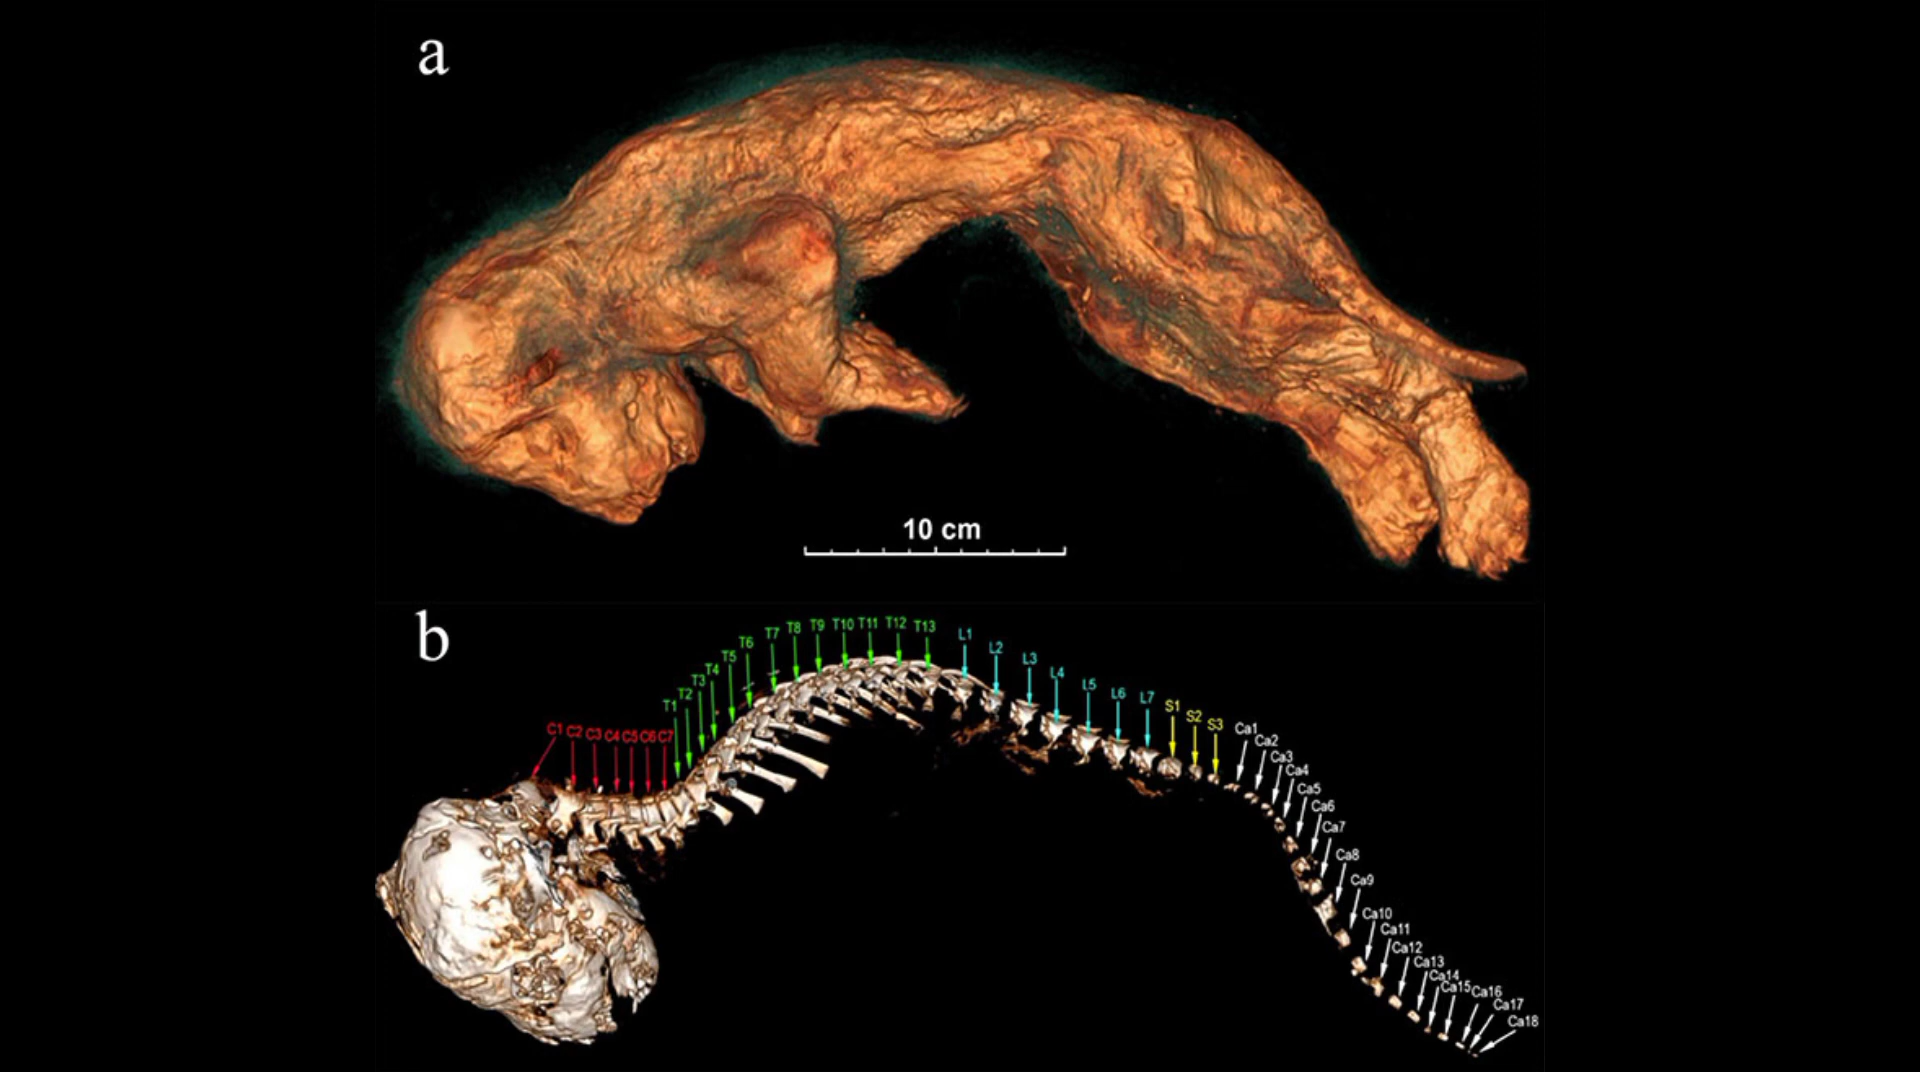 a
10 cm
b
C1 C2 C3 C4 C5 C6 C7
T1 T2 T3 T4 T5 T6 T7 T8 T9 T10 T11 T12 T13
L1 L2 L3 L4 L5 L6 L7
S1 S2 S3
Ca1
Ca2
Ca3
Ca4
Ca5
Ca6
Ca7
Ca8
Ca9
Ca10
Ca11
Ca12
Ca13
Ca14
Ca15
Ca16
Ca17
Ca18